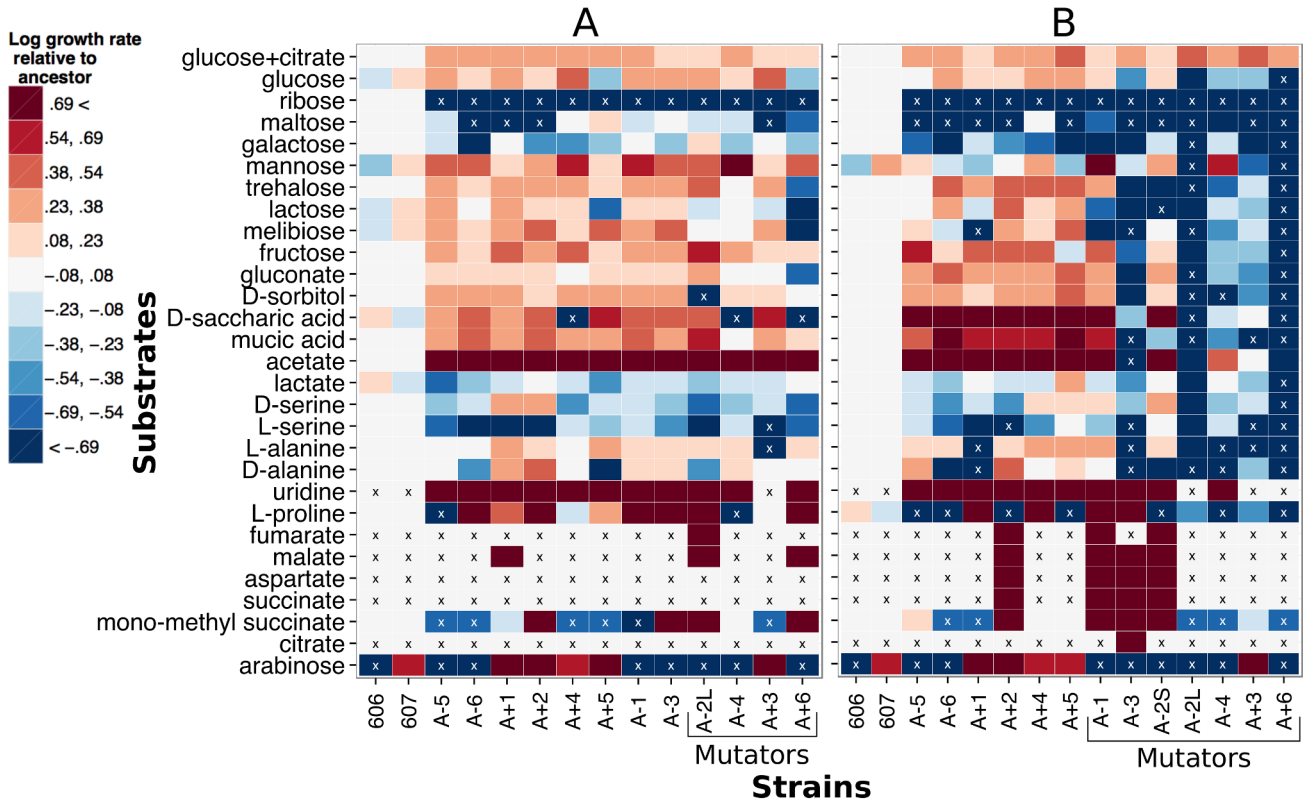 A
B
Log growth rate
relative to
ancestor
.69 <
.54, .69
.38, .54
.23, .38
.08, .23
-.08, .08
-.23, -.08
-.38, -.23
-.54, -.38
-.69, -.54
< -.69
Substrates
glucose+citrate
glucose
ribose
maltose
galactose
mannose
trehalose
lactose
melibiose
fructose
gluconate
D-sorbitol
D-saccharic acid
mucic acid
acetate
lactate
D-serine
L-serine
L-alanine
D-alanine
uridine
L-proline
fumarate
malate
aspartate
succinate
mono-methyl succinate
citrate
arabinose
606 607 A-5 A-6 A+1 A+2 A+4 A+5 A-1 A-3 A-2L A-4 A+3 A+6
606 607 A-5 A-6 A+1 A+2 A+4 A+5 A-1 A-3 A-2S A-2L A-4 A+3 A+6
Mutators
Mutators
Strains